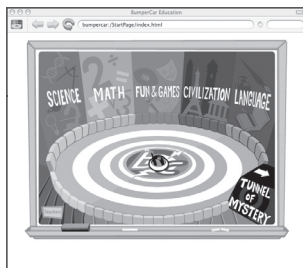 BumperCar Education
bumpercar:/StartPage/index.html
SCIENCE MATH FUN & GAMES CIVILIZATION LANGUAGE
TUNNEL
OF
MYSTERY